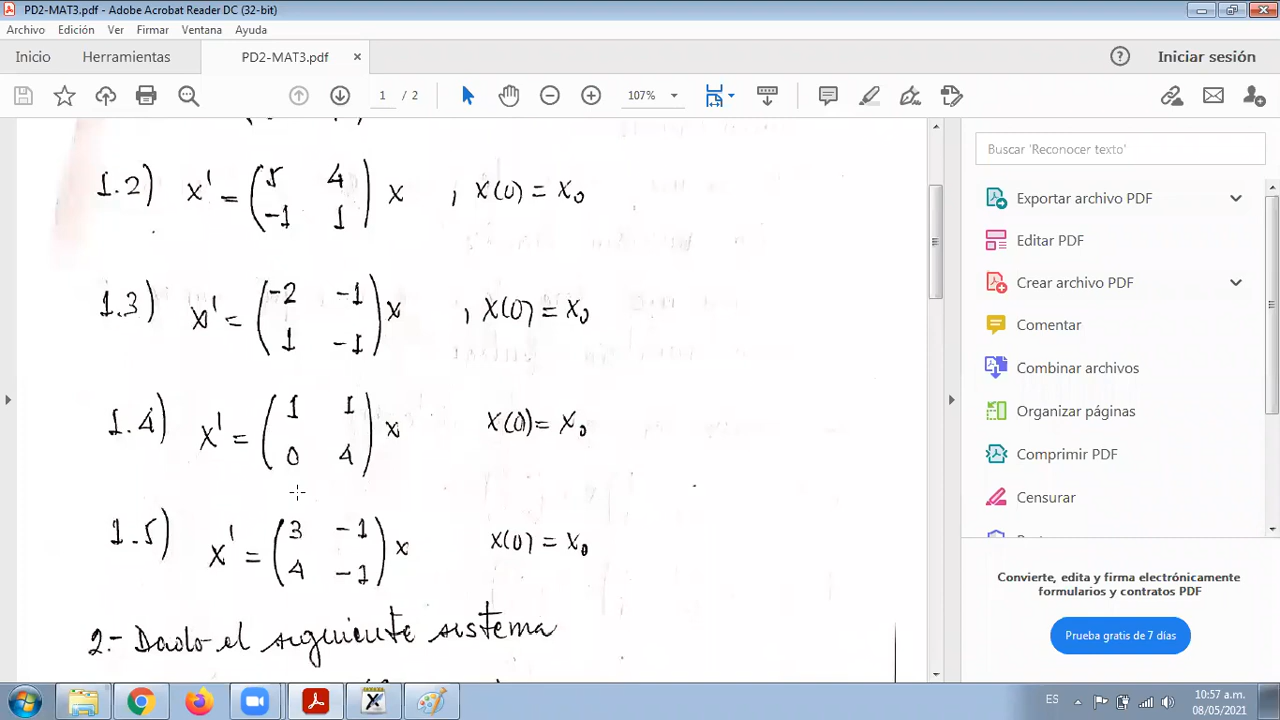 PD2-MAT3.pdf - Adobe Acrobat Reader DC (32-bit)
Archivo Edición Ver Firmar Ventana Ayuda
Inicio Herramientas PD2-MAT3.pdf × Iniciar sesión
1 / 2 107%
Buscar 'Reconocer texto'
Exportar archivo PDF
Editar PDF
Crear archivo PDF
Comentar
Combinar archivos
Organizar páginas
Comprimir PDF
Censurar
Convierte, edita y firma electrónicamente
formularios y contratos PDF
Prueba gratis de 7 días
1.2) x' = (5 4
-1 1) x , x(0) = x₀
1.3) x' = (-2 -1
1 -1) x , x(0) = x₀
1.4) x' = (1 1
0 4) x x(0) = x₀
1.5) x' = (3 -1
4 -1) x x(0) = x₀
2.- Dado el siguiente sistema
ES 10:57 a.m.
08/05/2021